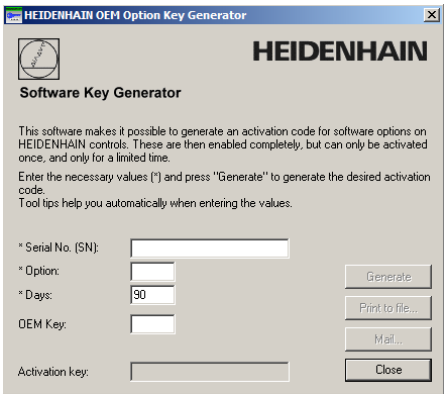 HEIDENHAIN OEM Option Key Generator
HEIDENHAIN
Software Key Generator
This software makes it possible to generate an activation code for software options on
HEIDENHAIN controls. These are then enabled completely, but can only be activated
once, and only for a limited time.
Enter the necessary values (*) and press "Generate" to generate the desired activation
code.
Tool tips help you automatically when entering the values.
* Serial No. (SN):
* Option:
Generate
* Days: 90
Print to file...
OEM Key:
Mail...
Activation key:
Close